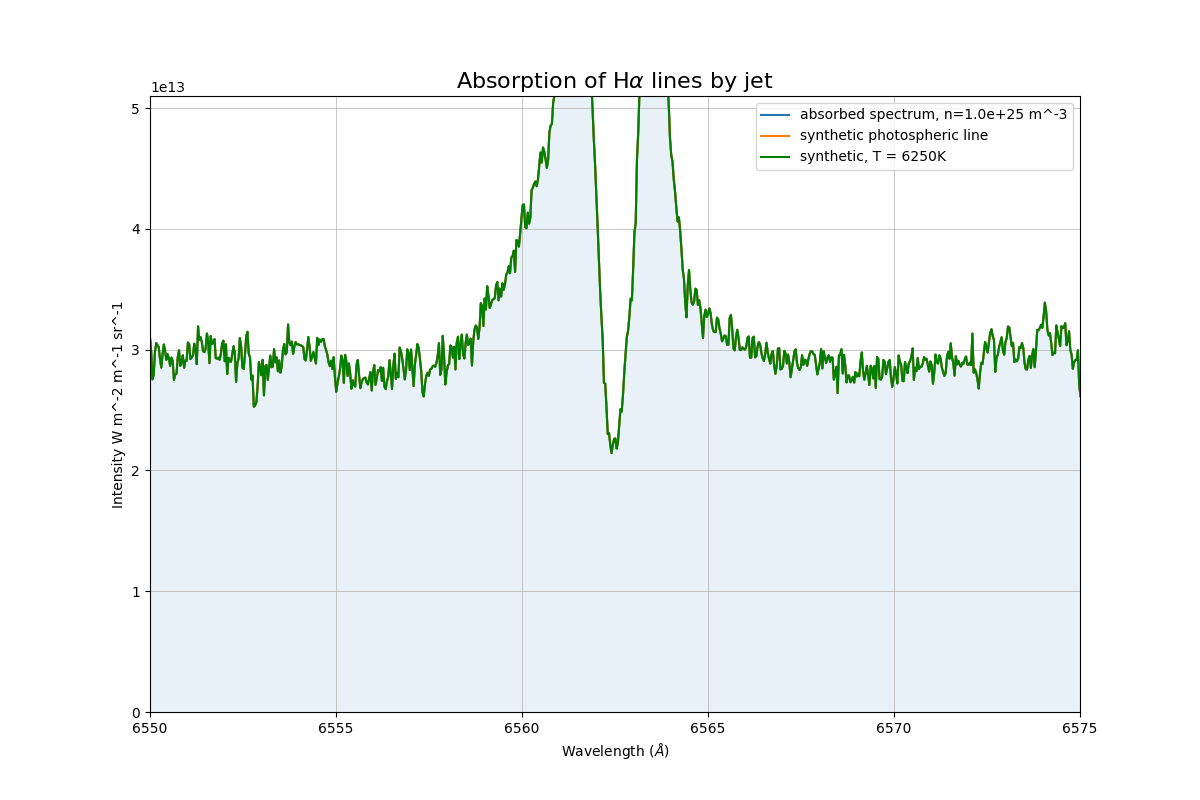 Absorption of Hα lines by jet
1e13
absorbed spectrum, n=1.0e+25 m^-3
synthetic photospheric line
synthetic, T = 6250K
5
4
3
2
1
0
Intensity W m^-2 m^-1 sr^-1
6550 6555 6560 6565 6570 6575
Wavelength (Å)